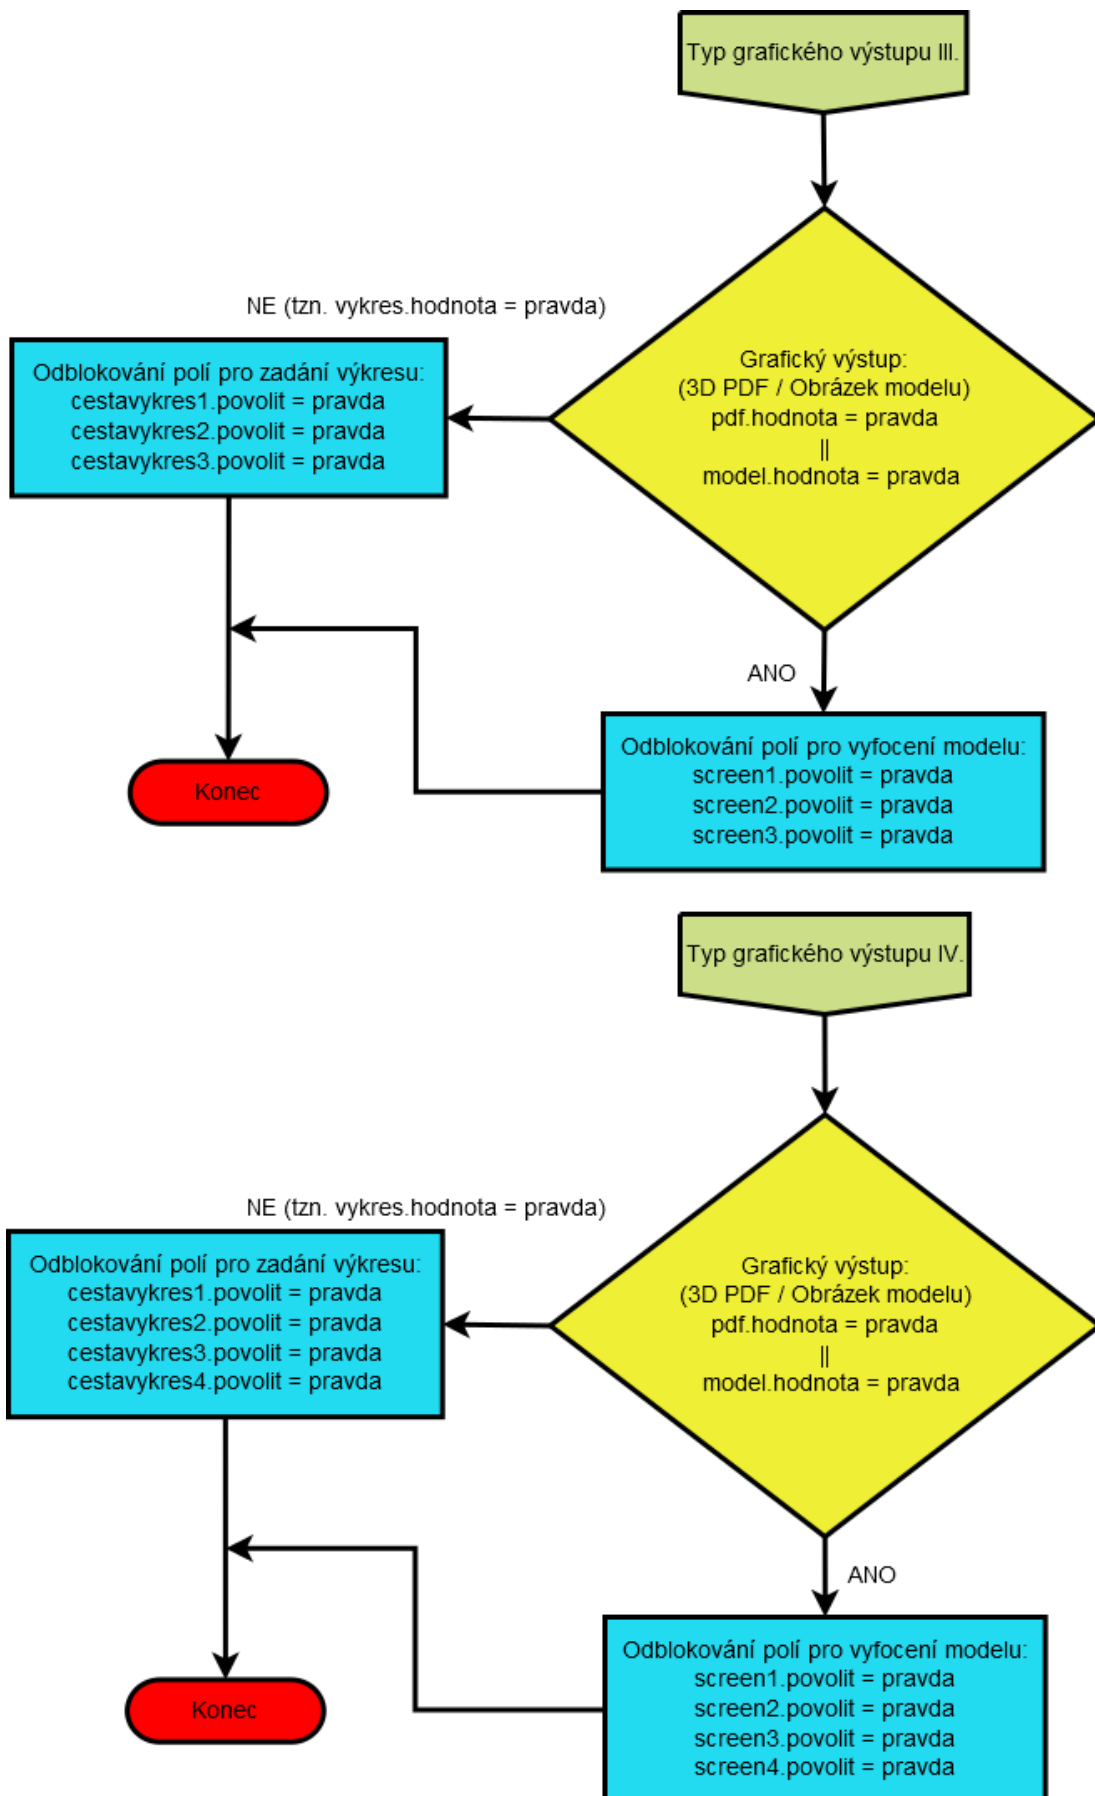 Typ grafického výstupu III.
NE (tzn. vykres.hodnota = pravda)
Grafický výstup:
(3D PDF / Obrázek modelu)
pdf.hodnota = pravda
||
model.hodnota = pravda
Odblokování polí pro zadání výkresu:
cestavykres1.povolit = pravda
cestavykres2.povolit = pravda
cestavykres3.povolit = pravda
ANO
Odblokování polí pro vyfocení modelu:
screen1.povolit = pravda
screen2.povolit = pravda
screen3.povolit = pravda
Konec
Typ grafického výstupu IV.
NE (tzn. vykres.hodnota = pravda)
Grafický výstup:
(3D PDF / Obrázek modelu)
pdf.hodnota = pravda
||
model.hodnota = pravda
Odblokování polí pro zadání výkresu:
cestavykres1.povolit = pravda
cestavykres2.povolit = pravda
cestavykres3.povolit = pravda
cestavykres4.povolit = pravda
ANO
Odblokování polí pro vyfocení modelu:
screen1.povolit = pravda
screen2.povolit = pravda
screen3.povolit = pravda
screen4.povolit = pravda
Konec